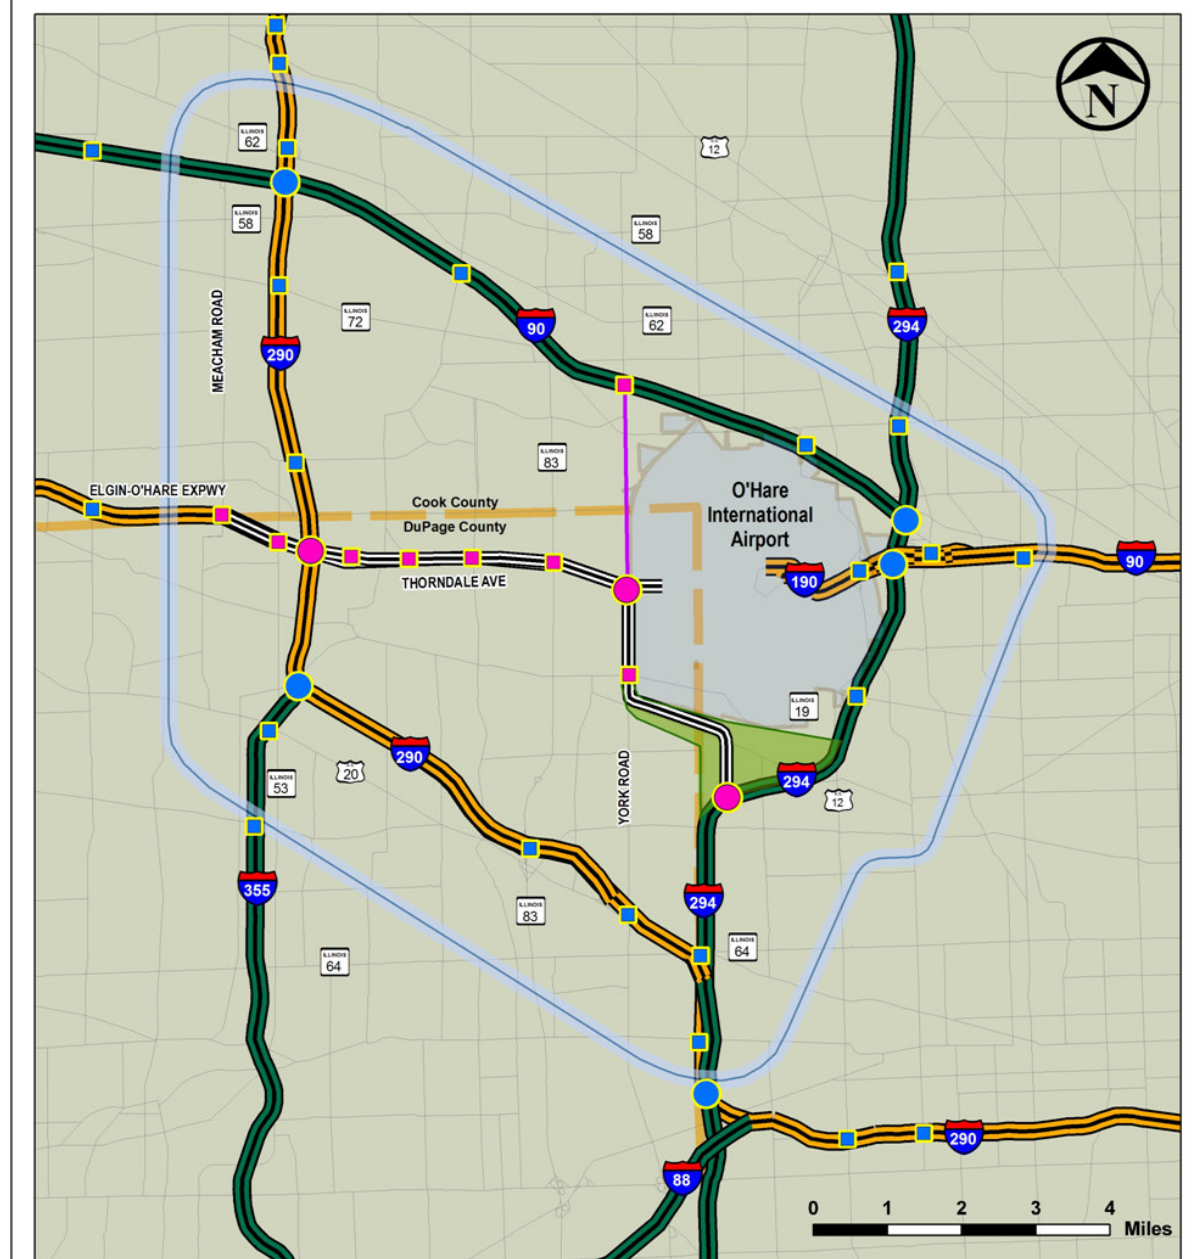 N
ILLINOIS
62
U.S.
12
ILLINOIS
58
ILLINOIS
58
MEACHAM ROAD
ILLINOIS
72
ILLINOIS
62
90
294
290
ILLINOIS
83
ELGIN-O'HARE EXPWY
Cook County
DuPage County
O'Hare
International
Airport
THORNDALE AVE
190
90
ILLINOIS
19
290
20
ILLINOIS
53
YORK ROAD
294
12
355
294
ILLINOIS
83
ILLINOIS
64
ILLINOIS
64
290
88
0 1 2 3 4
Miles